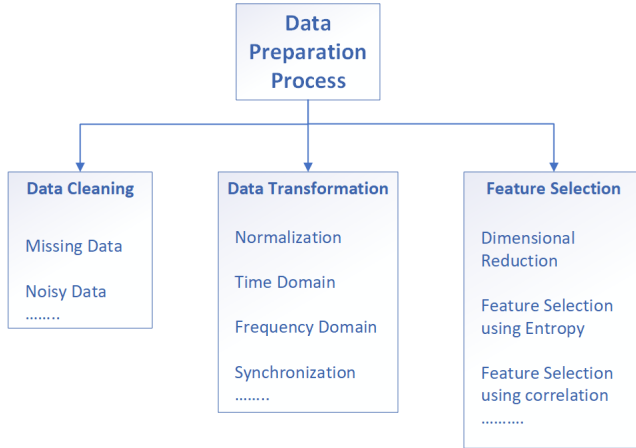 Data
Preparation
Process
Data Cleaning
Missing Data
Noisy Data
........
Data Transformation
Normalization
Time Domain
Frequency Domain
Synchronization
........
Feature Selection
Dimensional
Reduction
Feature Selection
using Entropy
Feature Selection
using correlation
..........